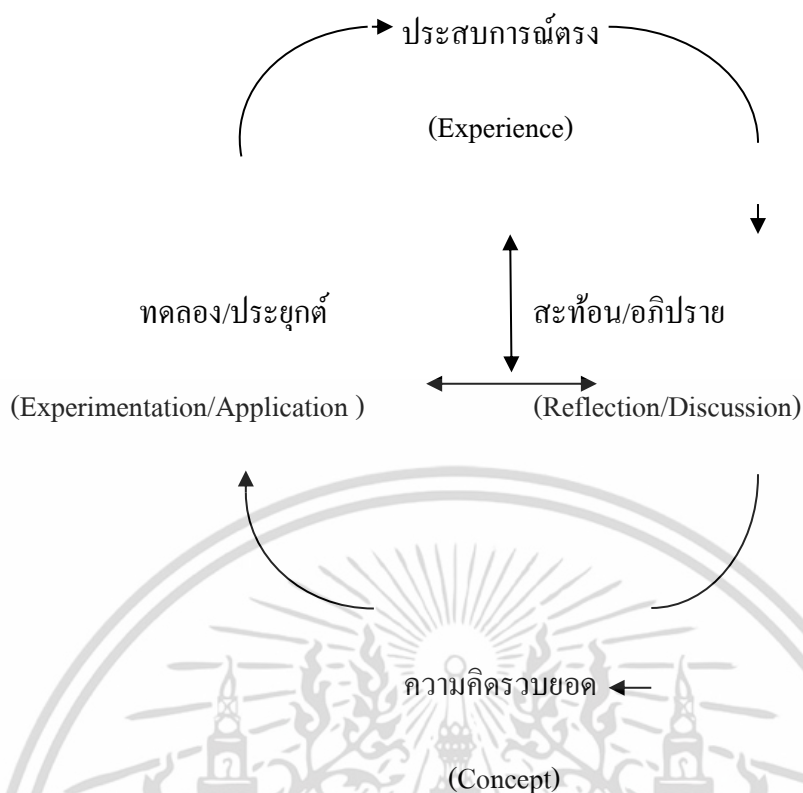 ประสบการณ์ตรง
(Experience)
ทดลอง/ประยุกต์ สะท้อน/อภิปราย
(Experimentation/Application ) (Reflection/Discussion)
ความคิดรวบยอด
(Concept)